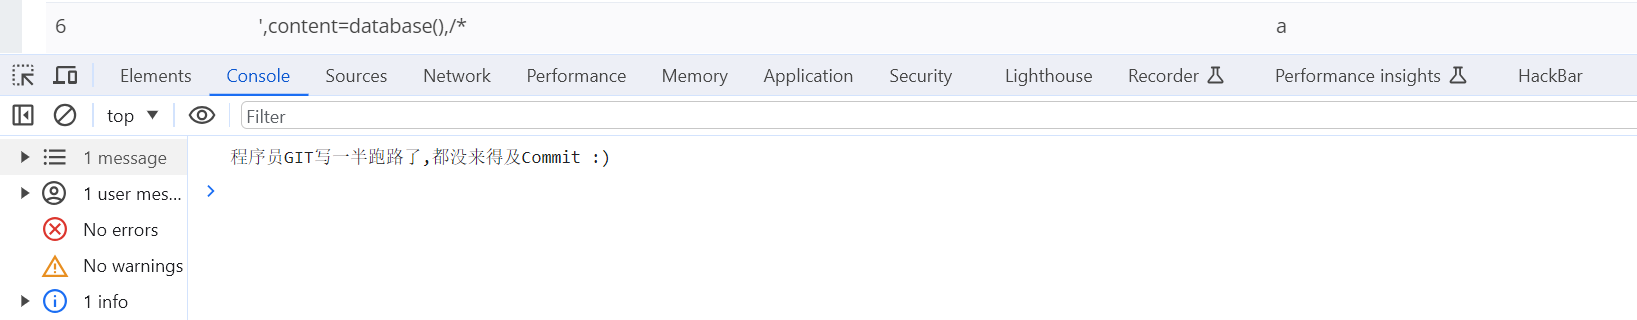 6 ',content=database(),/* a
Elements Console Sources Network Performance Memory Application Security Lighthouse Recorder Performance insights HackBar
top Filter
1 message
程序员GIT写一半跑路了,都没来得及Commit :)
1 user mes...
No errors
No warnings
1 info